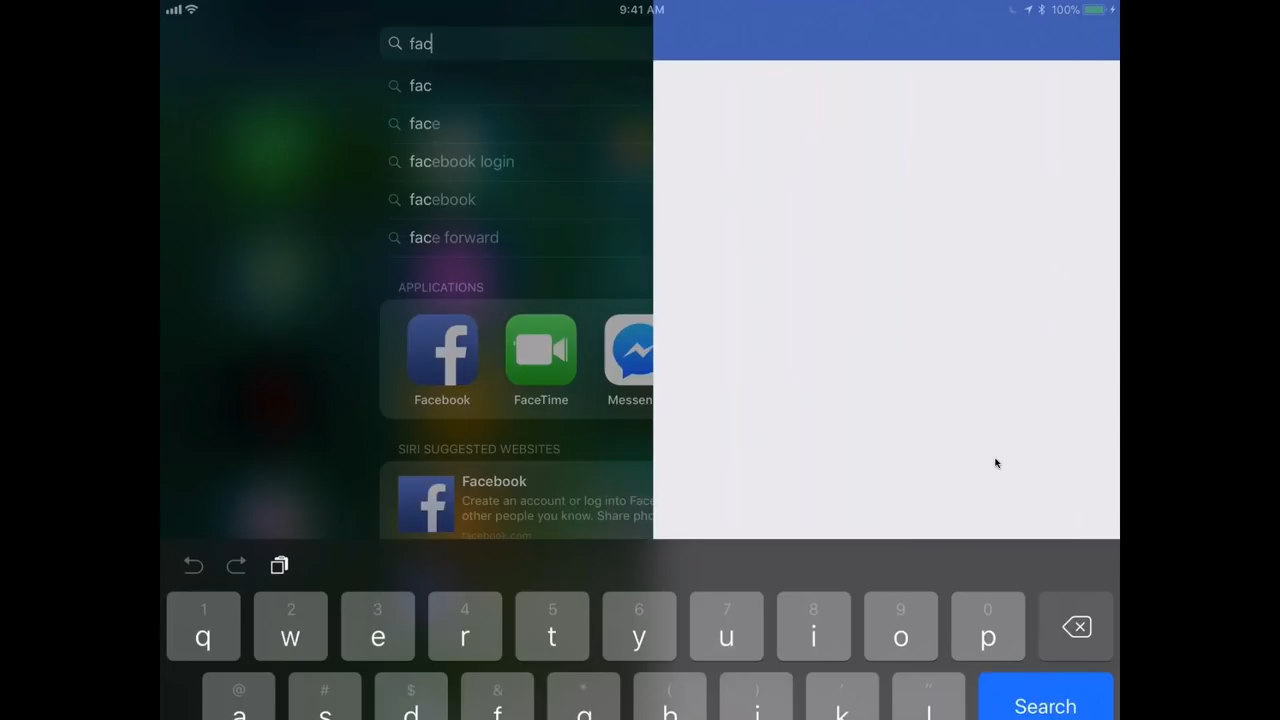 9:41 AM
100%
fac
fac
face
facebook login
facebook
face forward
APPLICATIONS
Facebook
FaceTime
Messen
SIRI SUGGESTED WEBSITES
Facebook
Create an account or log into Face
other people you know. Share pho
facebook.com
1 2 3 4 5 6 7 8 9 0
q w e r t y u i o p
@ # $ & * ( ) ' "
a s d f g h j k l
Search